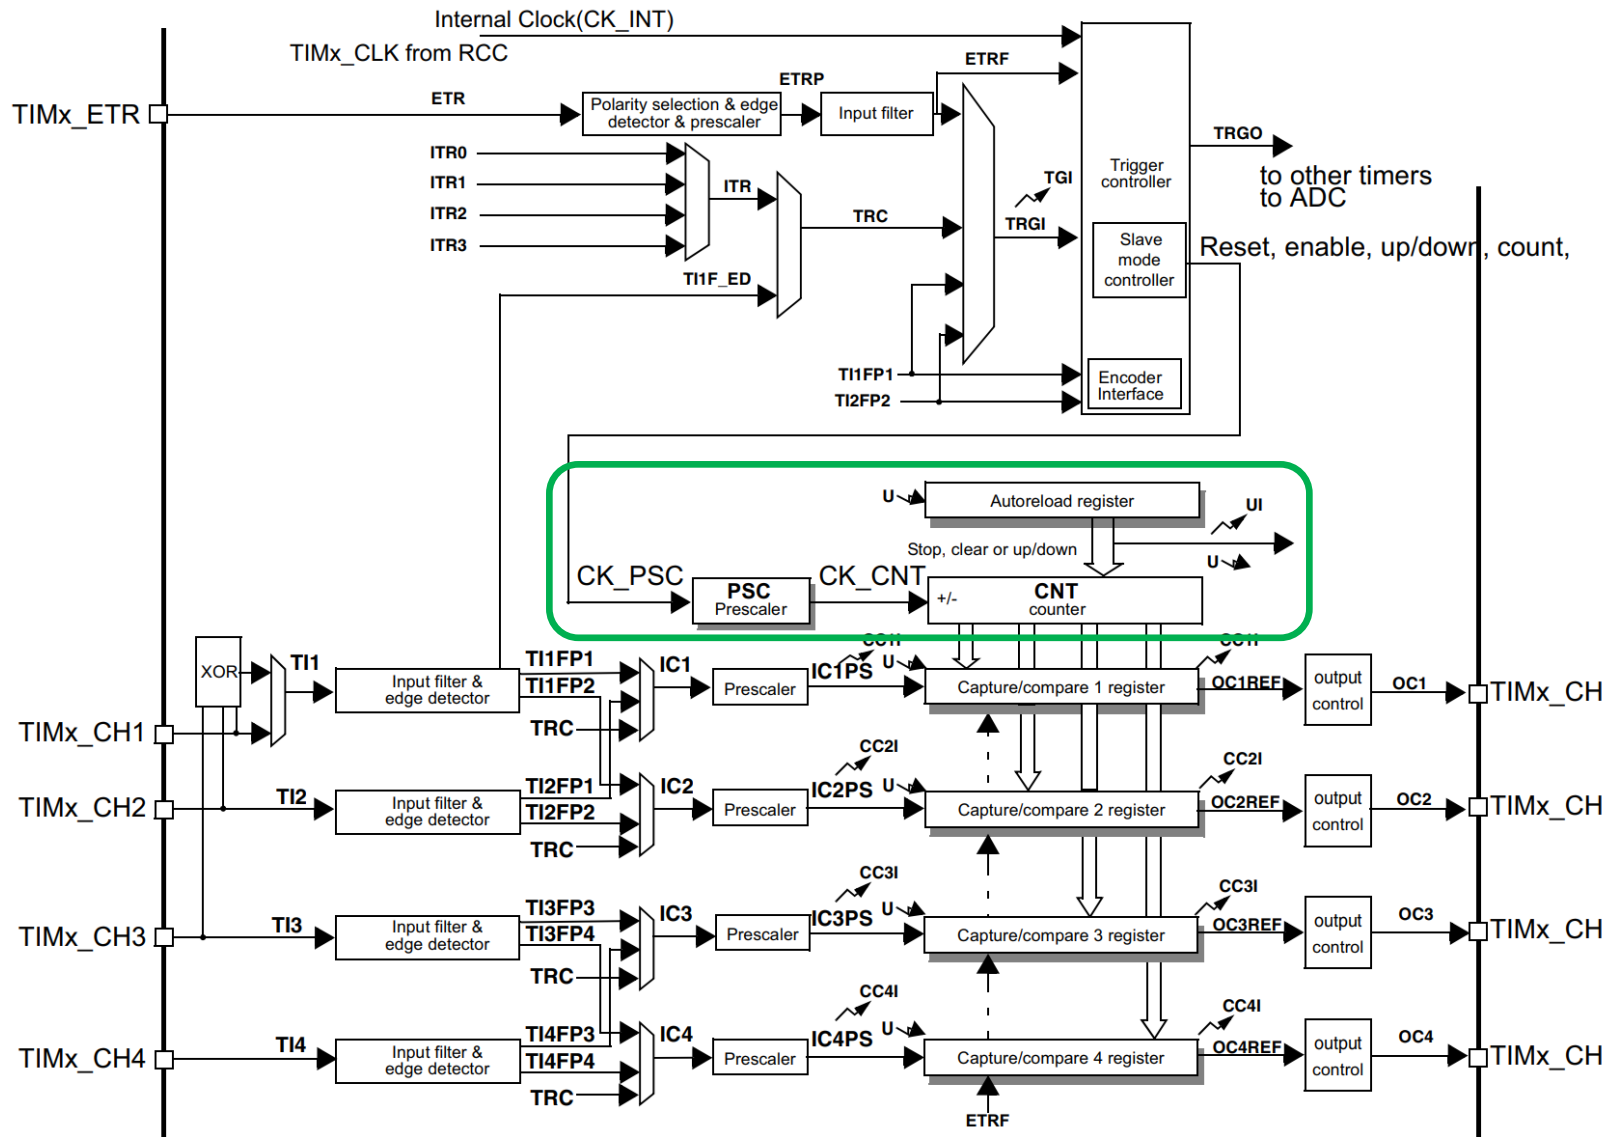 Internal Clock(CK_INT)
TIMx_CLK from RCC
ETRF
ETRP
ETR
TIMx_ETR
Polarity selection & edge
detector & prescaler
Input filter
TRGO
to other timers
to ADC
ITR0
ITR1
ITR2
ITR3
ITR
TRC
TGI
TRGI
Trigger
controller
Slave
mode
controller
Reset, enable, up/down, count,
TI1F_ED
TI1FP1
TI2FP2
Encoder
Interface
U
Autoreload register
UI
Stop, clear or up/down
U
CK_PSC
PSC
Prescaler
CK_CNT
+/-
CNT
counter
XOR
TI1
Input filter &
edge detector
TI1FP1
TI1FP2
TRC
IC1
Prescaler
CC1I
IC1PS
U
Capture/compare 1 register
CC1I
OC1REF
output
control
OC1
TIMx_CH
TIMx_CH1
TIMx_CH2
TI2
Input filter &
edge detector
TI2FP1
TI2FP2
TRC
IC2
Prescaler
CC2I
IC2PS
U
Capture/compare 2 register
CC2I
OC2REF
output
control
OC2
TIMx_CH
TIMx_CH3
TI3
Input filter &
edge detector
TI3FP3
TI3FP4
TRC
IC3
Prescaler
CC3I
IC3PS
U
Capture/compare 3 register
CC3I
OC3REF
output
control
OC3
TIMx_CH
TIMx_CH4
TI4
Input filter &
edge detector
TI4FP3
TI4FP4
TRC
IC4
Prescaler
CC4I
IC4PS
U
Capture/compare 4 register
CC4I
OC4REF
output
control
OC4
TIMx_CH
ETRF